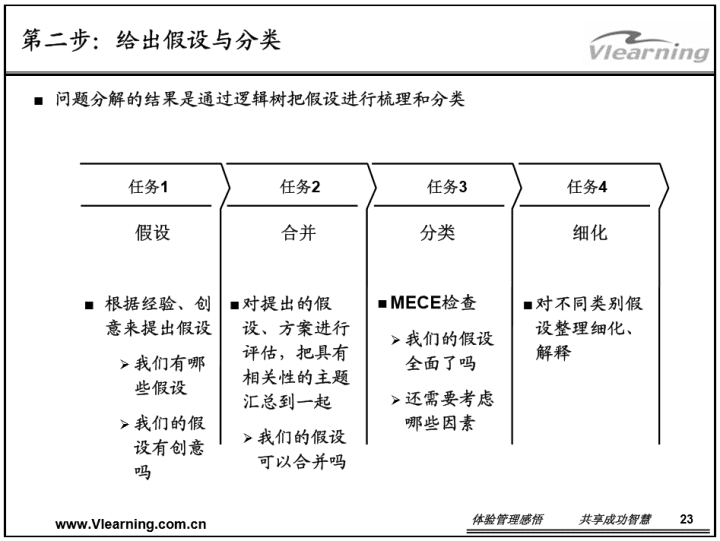 第二步：给出假设与分类
Vlearning
■ 问题分解的结果是通过逻辑树把假设进行梳理和分类
任务1
任务2
任务3
任务4
假设
合并
分类
细化
■ 根据经验、创
意来提出假设
➢ 我们有哪
些假设
➢ 我们的假
设有创意
吗
■ 对提出的假
设、方案进行
评估，把具有
相关性的主题
汇总到一起
➢ 我们的假设
可以合并吗
■ MECE检查
➢ 我们的假设
全面了吗
➢ 还需要考虑
哪些因素
■ 对不同类别假
设整理细化、
解释
www.Vlearning.com.cn
体验管理感悟 共享成功智慧 23